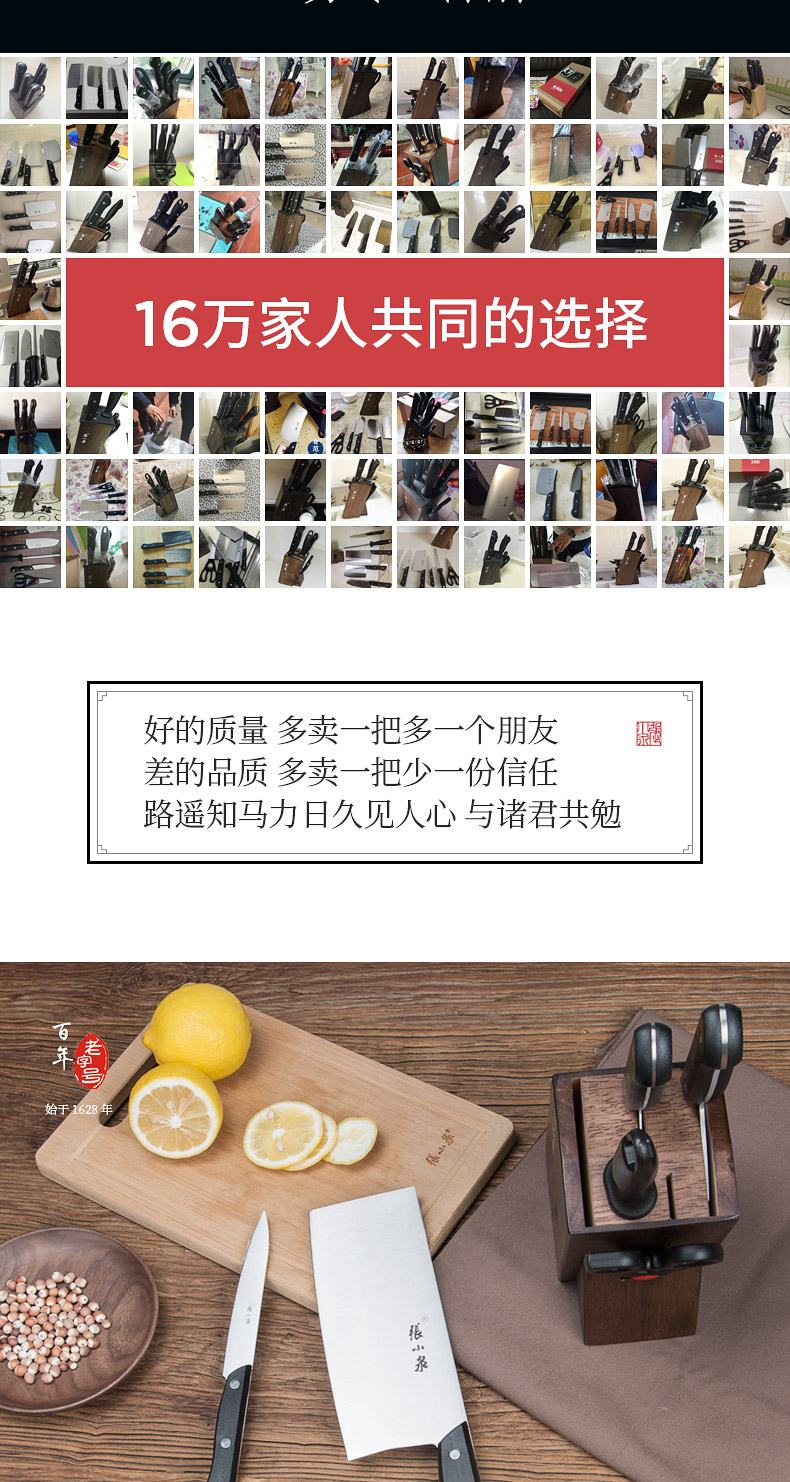 16万家人共同的选择
好的质量 多卖一把多一个朋友
差的品质 多卖一把少一份信任
路遥知马力日久见人心 与诸君共勉
張小泉
百年
老字号
始于 1628 年
張小泉®
張小泉
張小泉®